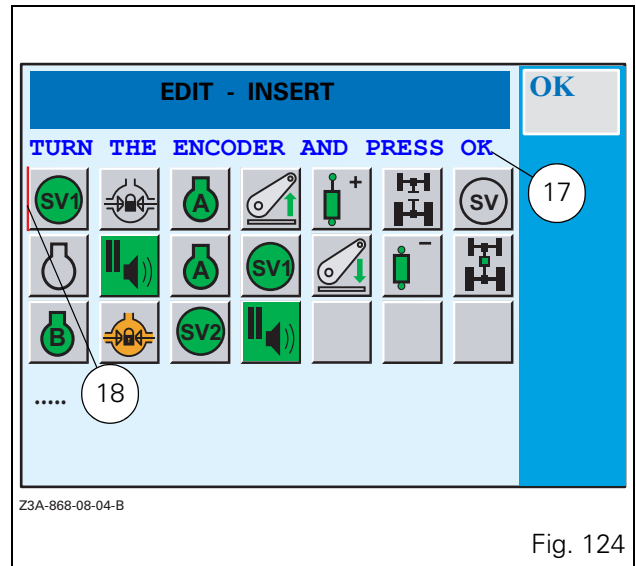 EDIT - INSERT
OK
TURN THE ENCODER AND PRESS OK
17
SV1
A
+
SV
A
SV1
-
B
SV2
.....
18
Z3A-868-08-04-B
Fig. 124